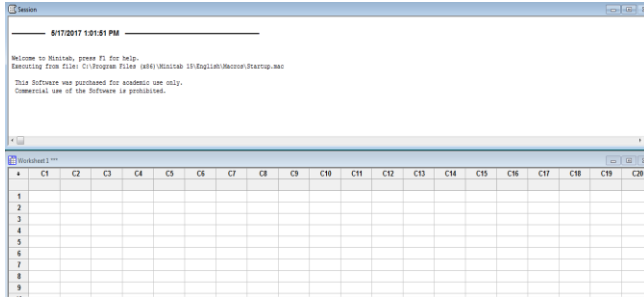 Session
5/17/2017 1:01:51 PM
Welcome to Minitab, press F1 for help.
Executing from file: C:\Program Files (x86)\Minitab 15\English\Macros\Startup.mac
This Software was purchased for academic use only.
Commercial use of the Software is prohibited.
Worksheet 1 ***
C1 C2 C3 C4 C5 C6 C7 C8 C9 C10 C11 C12 C13 C14 C15 C16 C17 C18 C19 C20
1
2
3
4
5
6
7
8
9